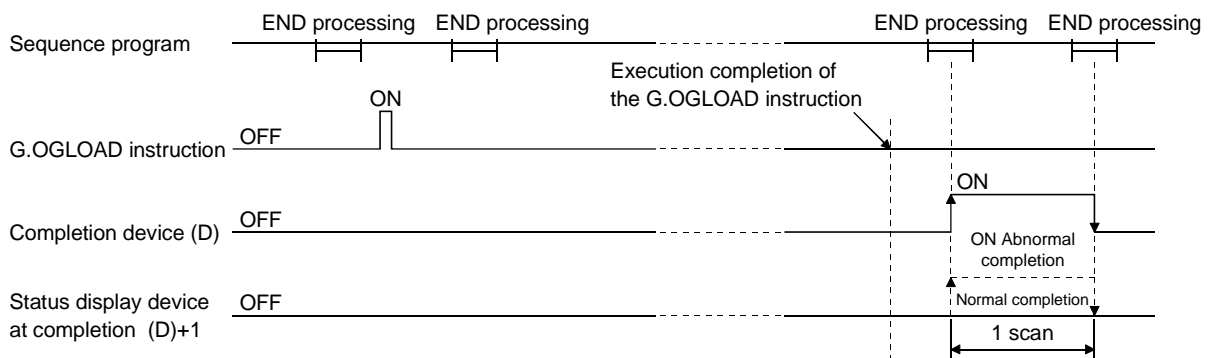 END processing END processing END processing END processing
Sequence program
Execution completion of
the G.OGLOAD instruction
ON
OFF
G.OGLOAD instruction
ON
OFF
Completion device (D)
ON Abnormal
completion
Status display device
at completion (D)+1
OFF
Normal completion
1 scan